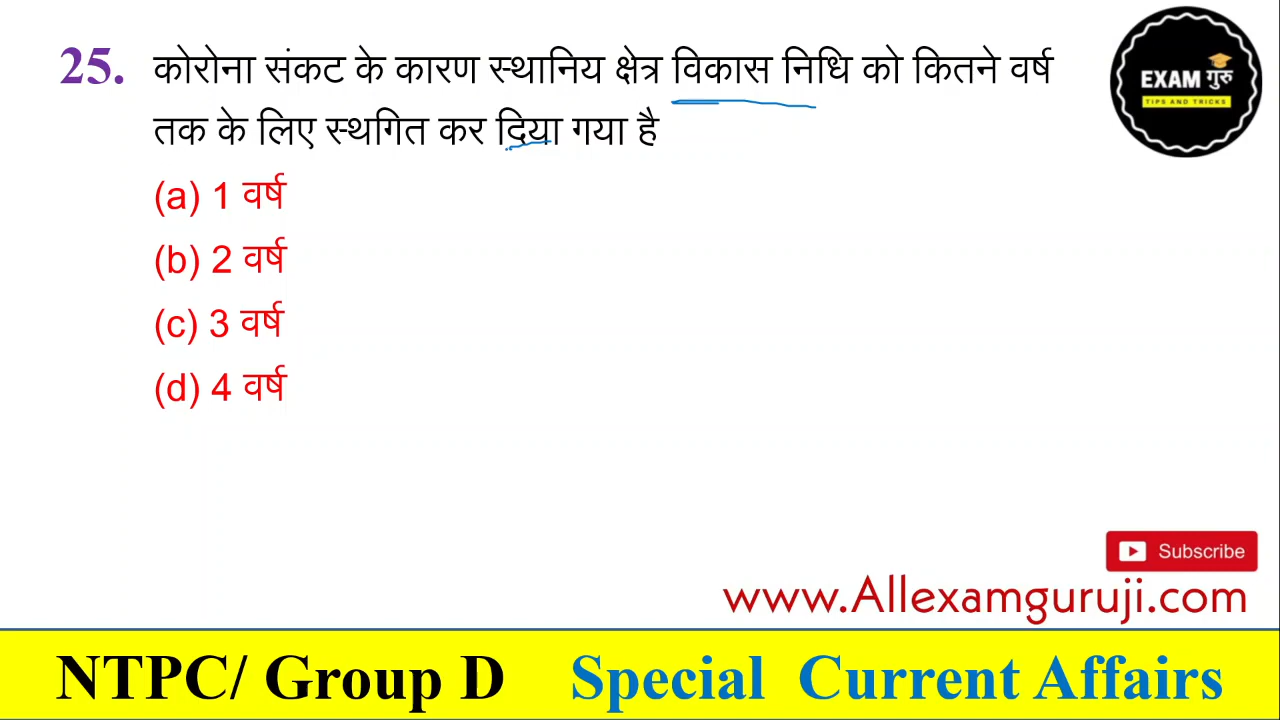 25. कोरोना संकट के कारण स्थानिय क्षेत्र विकास निधि को कितने वर्ष
तक के लिए स्थगित कर दिया गया है
(a) 1 वर्ष
(b) 2 वर्ष
(c) 3 वर्ष
(d) 4 वर्ष
EXAM गुरु
TIPS AND TRICKS
Subscribe
www.Allexamguruji.com
NTPC/ Group D Special Current Affairs